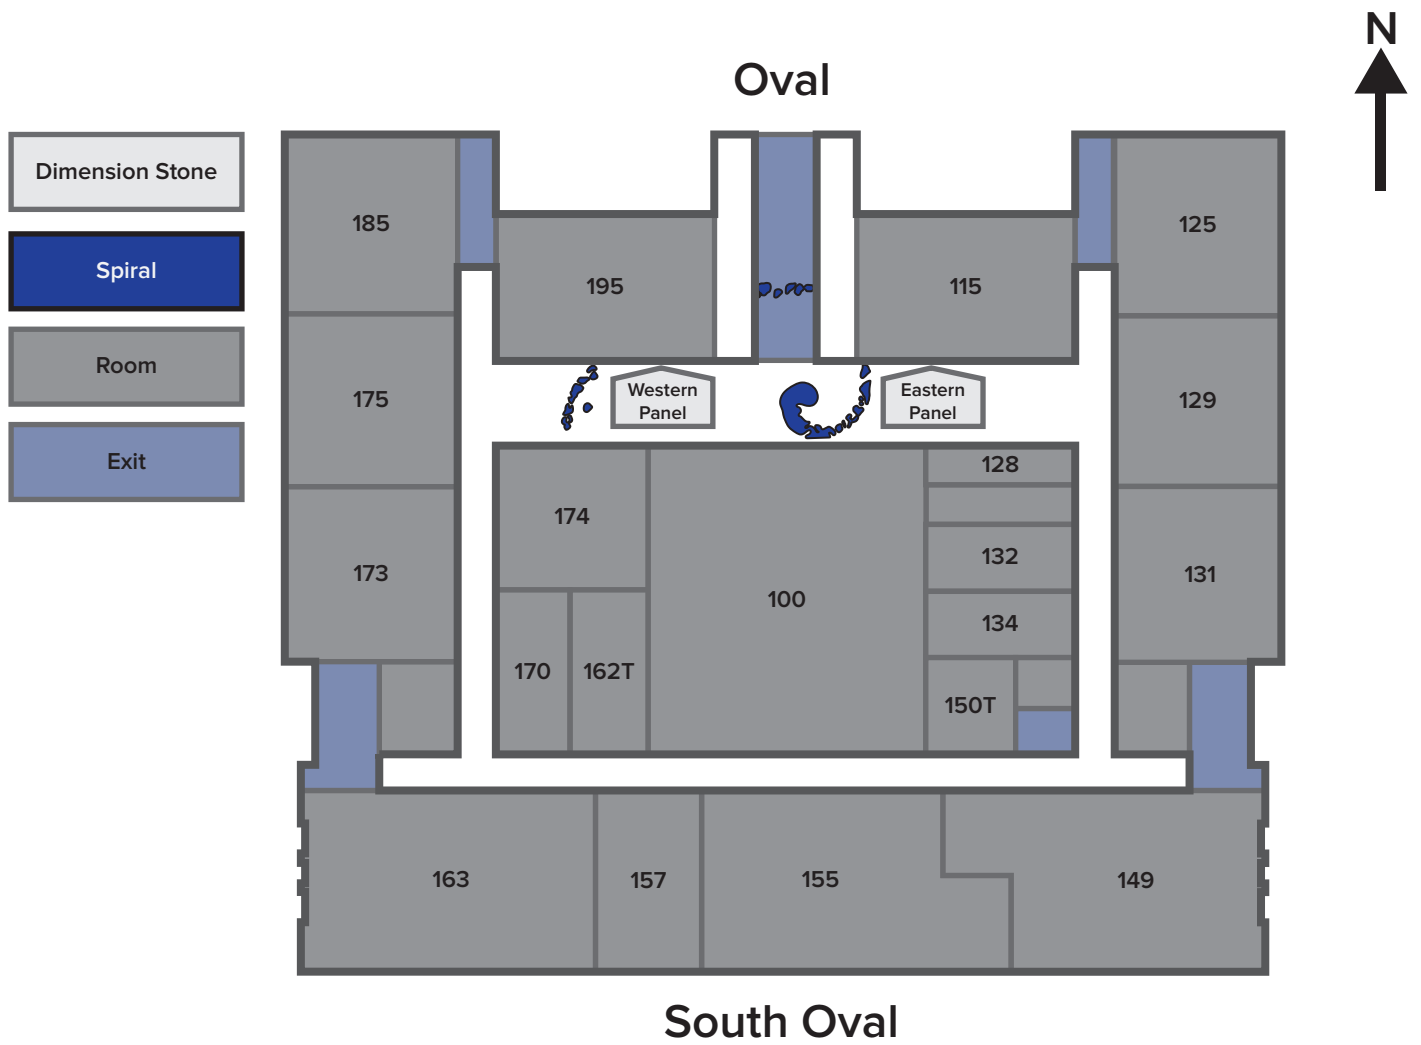 N
Oval
Dimension Stone
Spiral
Room
Exit
185
125
195
115
175
Western
Panel
Eastern
Panel
129
128
174
132
173
100
131
134
170
162T
150T
163
157
155
149
South Oval